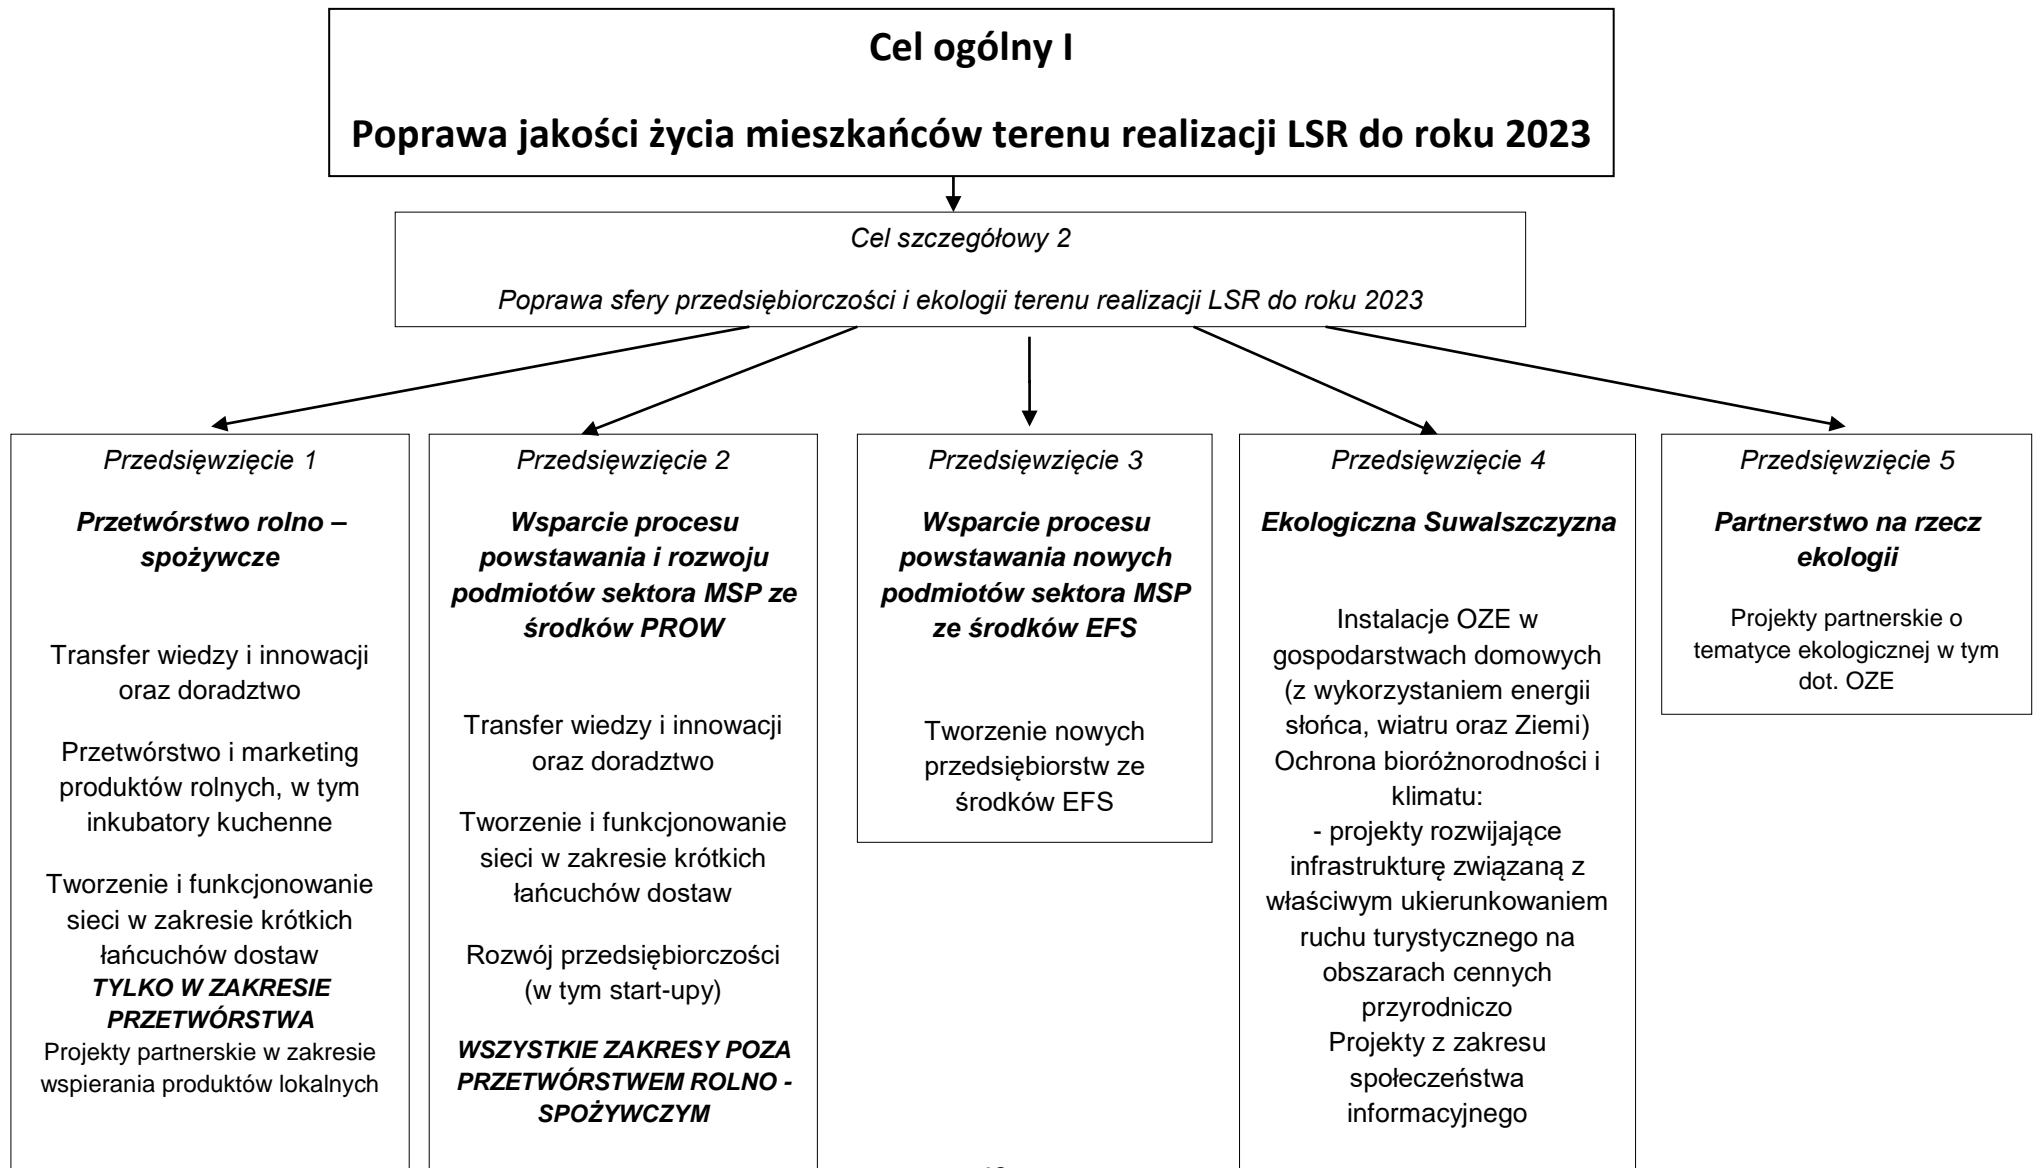 Cel ogólny I
Poprawa jakości życia mieszkańców terenu realizacji LSR do roku 2023
Cel szczegółowy 2
Poprawa sfery przedsiębiorczości i ekologii terenu realizacji LSR do roku 2023
Przedsięwzięcie 1
Przetwórstwo rolno –
spożywcze
Transfer wiedzy i innowacji
oraz doradztwo
Przetwórstwo i marketing
produktów rolnych, w tym
inkubatory kuchenne
Tworzenie i funkcjonowanie
sieci w zakresie krótkich
łańcuchów dostaw
TYLKO W ZAKRESIE
PRZETWÓRSTWA
Projekty partnerskie w zakresie
wspierania produktów lokalnych
Przedsięwzięcie 2
Wsparcie procesu
powstawania i rozwoju
podmiotów sektora MSP ze
środków PROW
Transfer wiedzy i innowacji
oraz doradztwo
Tworzenie i funkcjonowanie
sieci w zakresie krótkich
łańcuchów dostaw
Rozwój przedsiębiorczości
(w tym start-upy)
WSZYSTKIE ZAKRESY POZA
PRZETWÓRSTWEM ROLNO -
SPOŻYWCZYM
Przedsięwzięcie 3
Wsparcie procesu
powstawania nowych
podmiotów sektora MSP
ze środków EFS
Tworzenie nowych
przedsiębiorstw ze
środków EFS
Przedsięwzięcie 4
Ekologiczna Suwalszczyzna
Instalacje OZE w
gospodarstwach domowych
(z wykorzystaniem energii
słońca, wiatru oraz Ziemi)
Ochrona bioróżnorodności i
klimatu:
- projekty rozwijające
infrastrukturę związaną z
właściwym ukierunkowaniem
ruchu turystycznego na
obszarach cennych
przyrodniczo
Projekty z zakresu
społeczeństwa
informacyjnego
Przedsięwzięcie 5
Partnerstwo na rzecz
ekologii
Projekty partnerskie o
tematyce ekologicznej w tym
dot. OZE